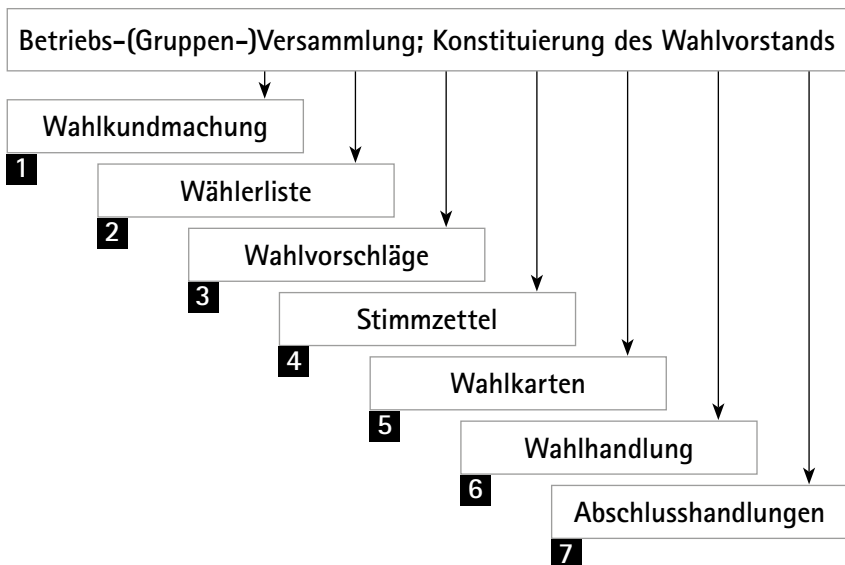 Betriebs-(Gruppen-)Versammlung; Konstituierung des Wahlvorstands
Wahlkundmachung
1
Wählerliste
2
Wahlvorschläge
3
Stimmzettel
4
Wahlkarten
5
Wahlhandlung
6
Abschlusshandlungen
7